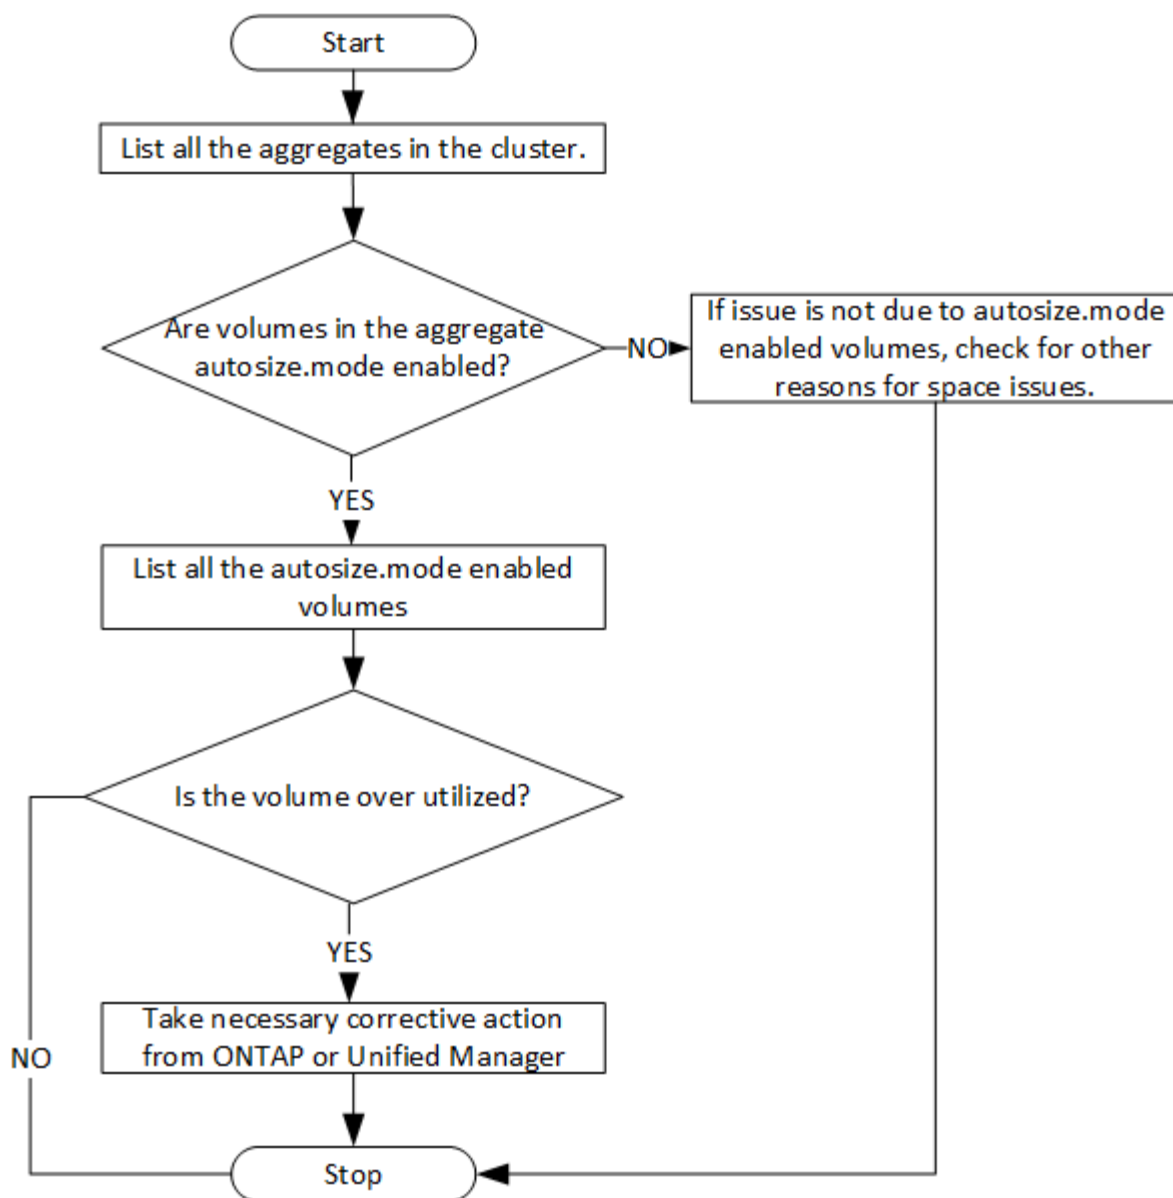 Start
List all the aggregates in the cluster.
Are volumes in the aggregate
autosize.mode enabled?
NO
If issue is not due to autosize.mode
enabled volumes, check for other
reasons for space issues.
YES
List all the autosize.mode enabled
volumes
Is the volume over utilized?
YES
Take necessary corrective action
from ONTAP or Unified Manager
NO
Stop